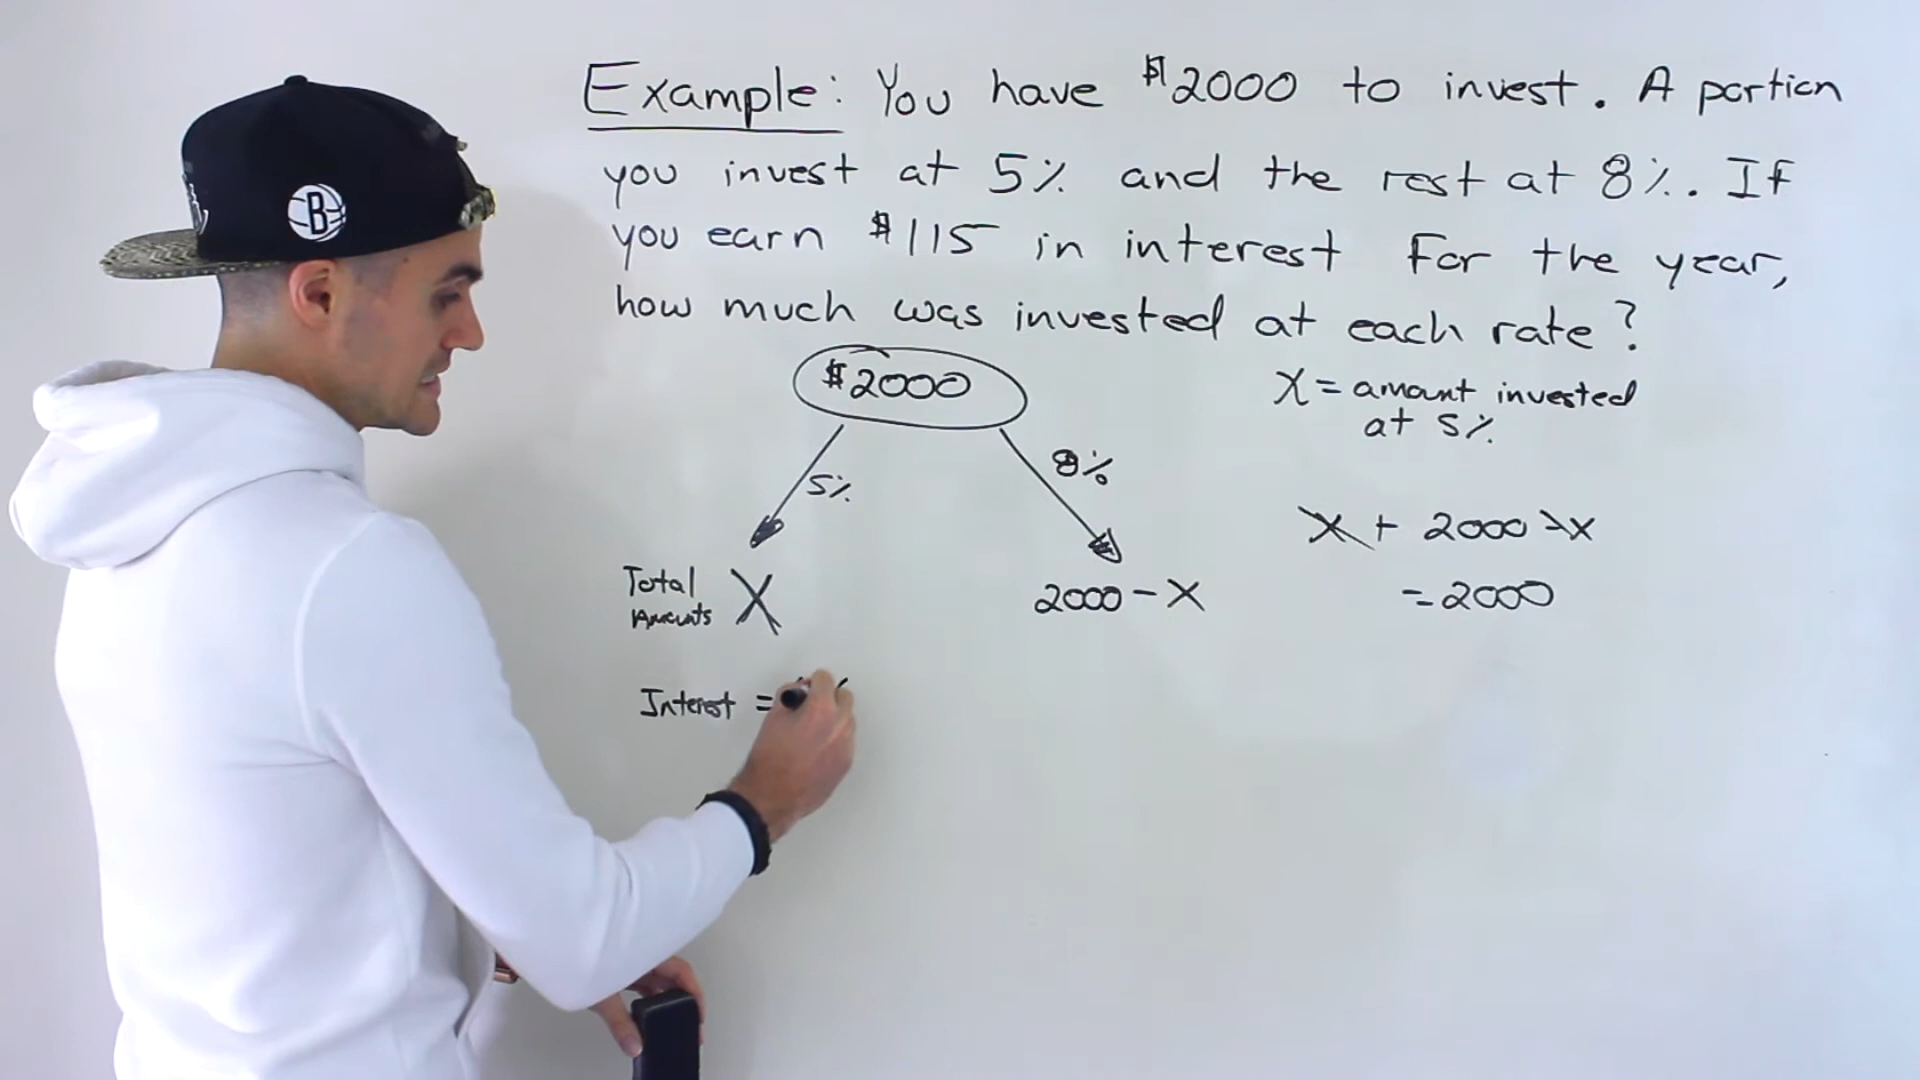 Example: You have $2000 to invest. A portion
you invest at 5% and the rest at 8%. If
you earn $115 in interest for the year,
how much was invested at each rate?
$2000
X = amount invested
at 5%
5%
8%
X + 2000 - X
= 2000
Total
Amounts
X
2000 - X
Interest =
B